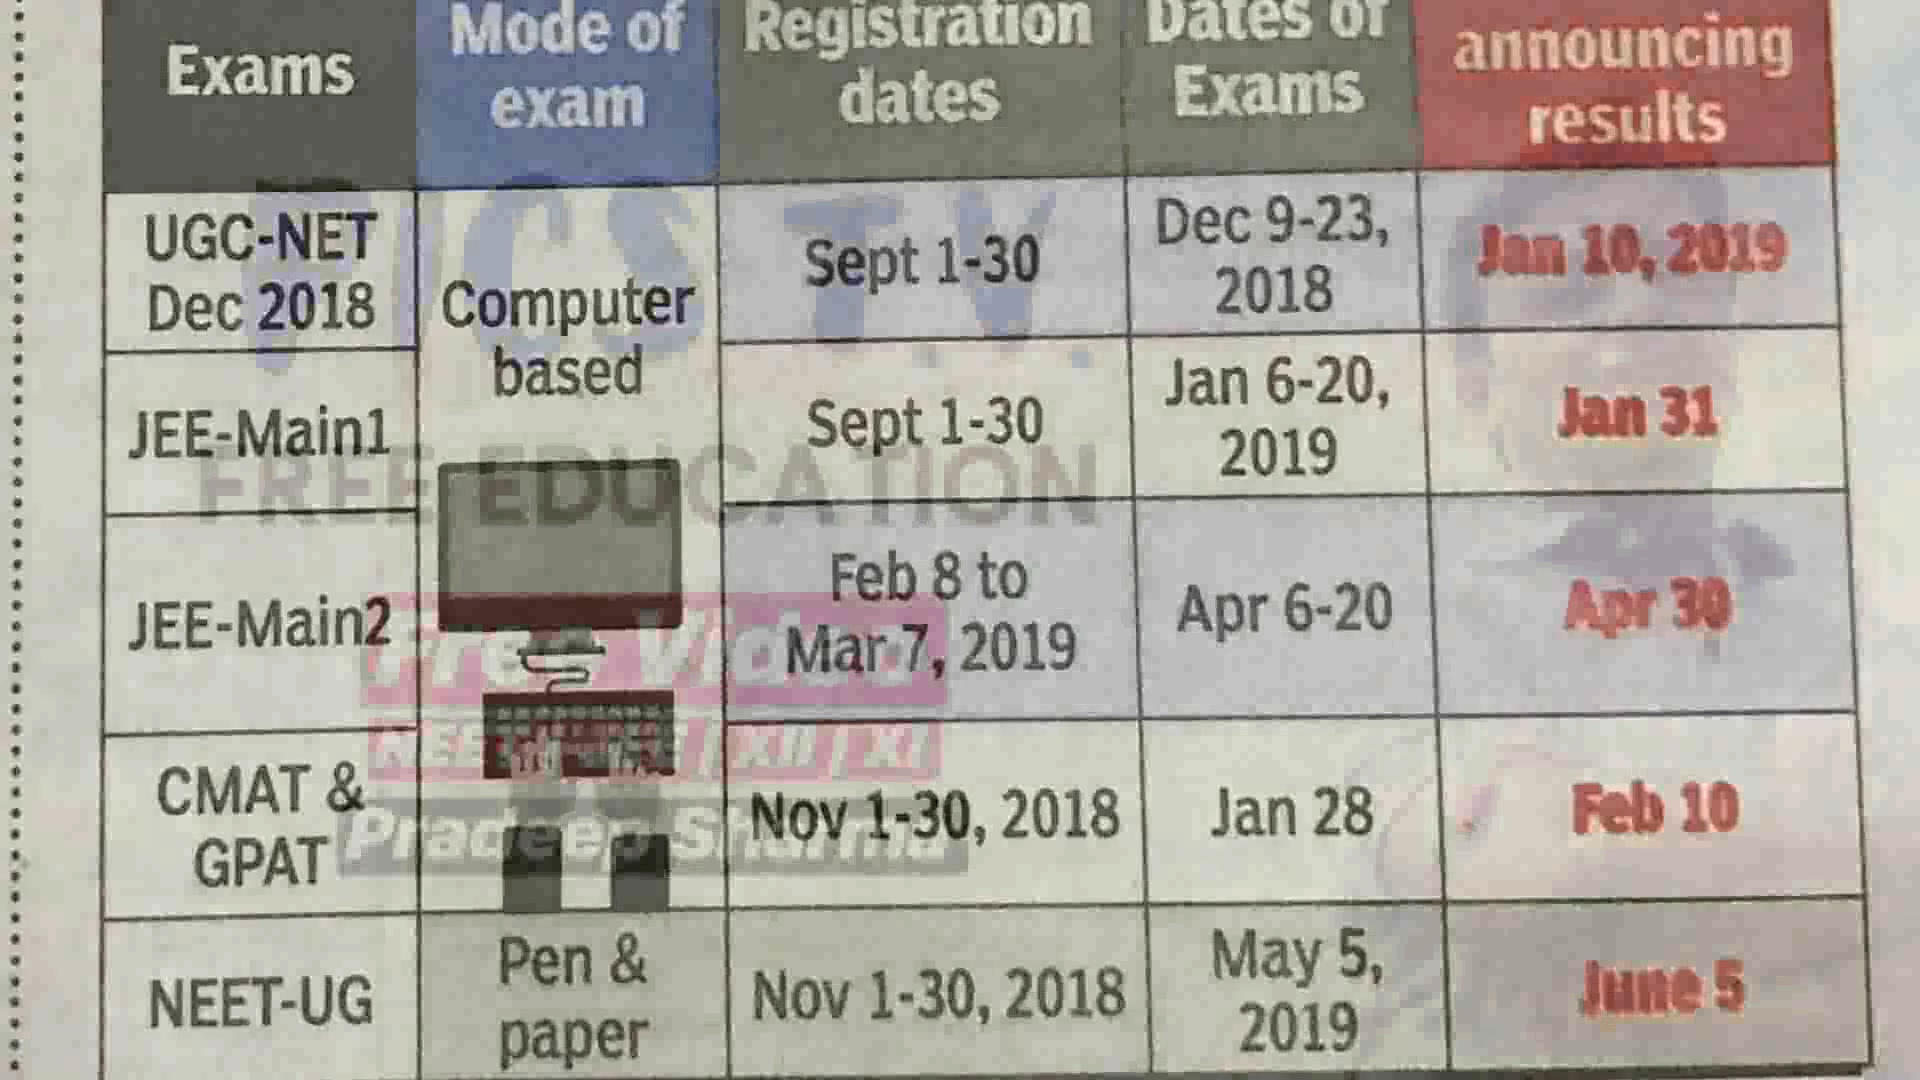 Exams
Mode of
exam
Registration
dates
Dates of
Exams
announcing
results
UGC-NET
Dec 2018
Computer
based
Sept 1-30
Dec 9-23,
2018
Jan 10, 2019
JEE-Main1
Sept 1-30
Jan 6-20,
2019
Jan 31
JEE-Main2
Feb 8 to
Mar 7, 2019
Apr 6-20
Apr 30
CMAT &
GPAT
Nov 1-30, 2018
Jan 28
Feb 10
NEET-UG
Pen &
paper
Nov 1-30, 2018
May 5,
2019
June 5
T.V.
FREE EDUCATION
Free Video
XII | XI
Pradeep Sharma